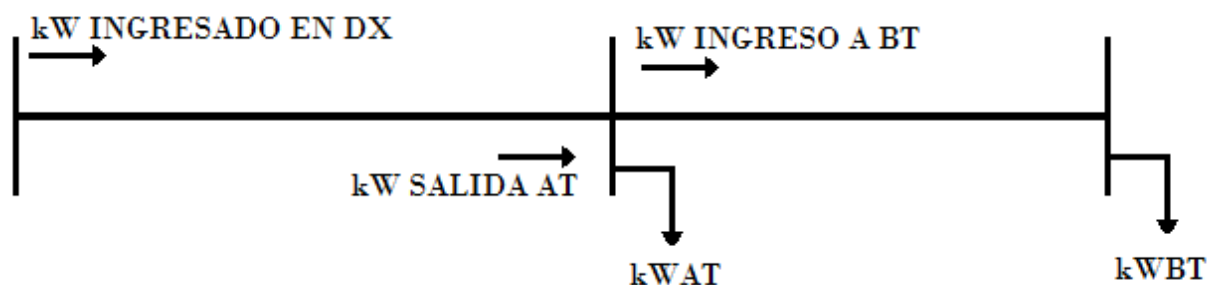 kW INGRESADO EN DX
kW INGRESO A BT
kW SALIDA AT
kWAT
kWBT